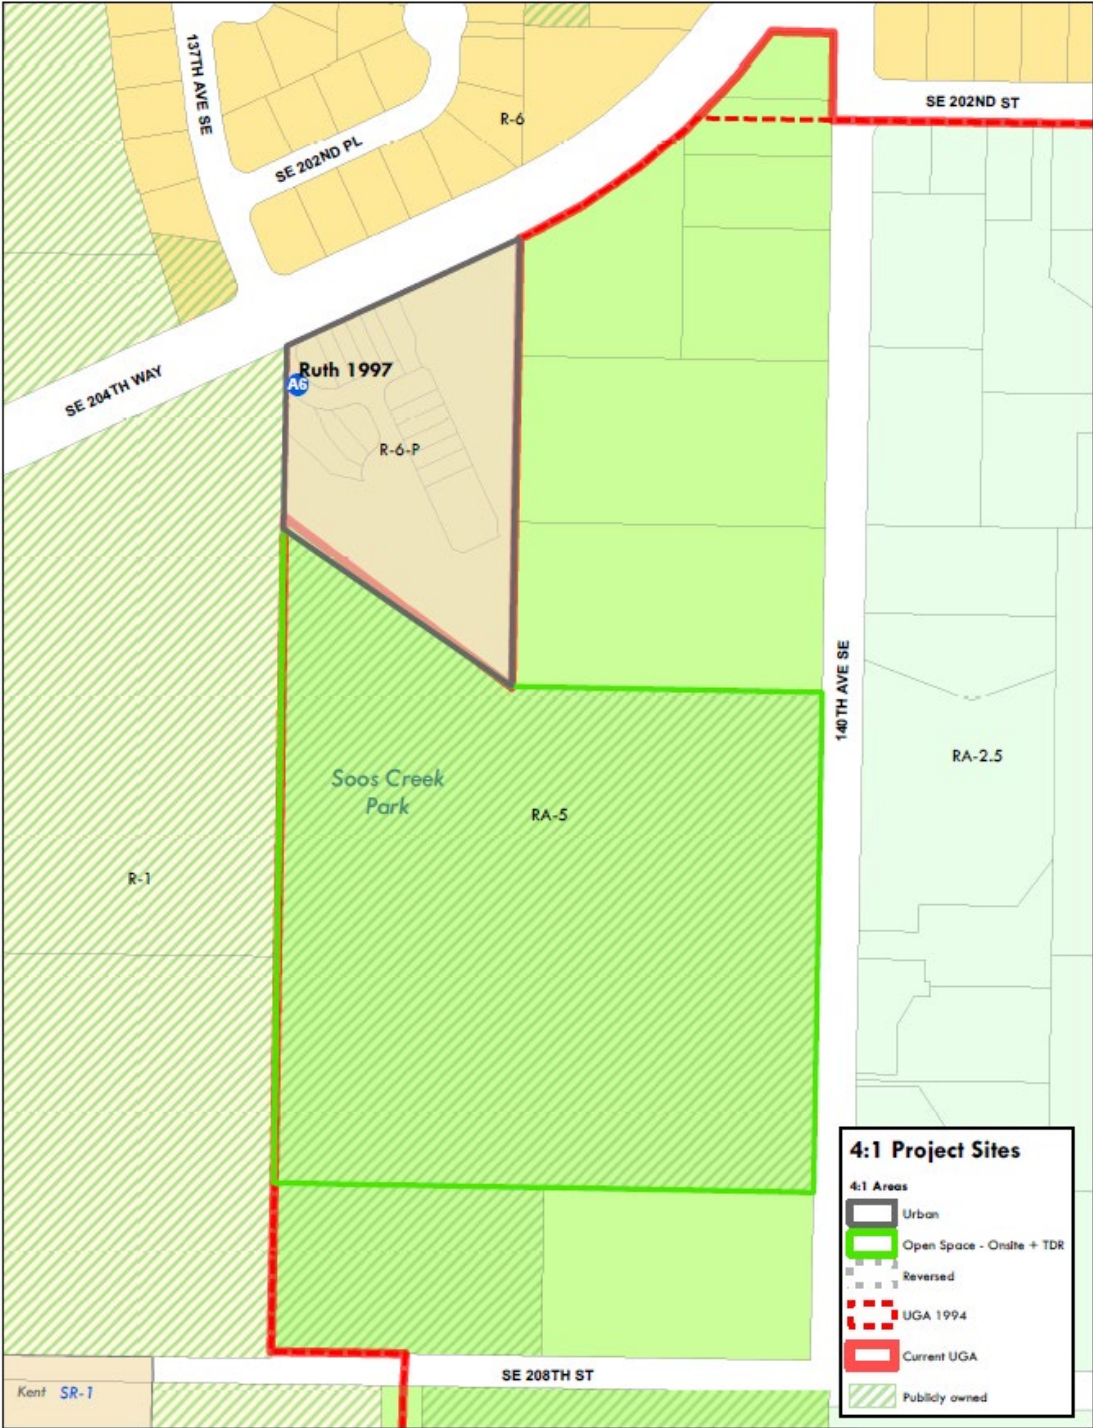 137TH AVE SE
SE 202ND ST
R-6
SE 202ND PL
Ruth 1997
A6
SE 204TH WAY
R-6-P
140TH AVE SE
RA-2.5
Soos Creek
Park
RA-5
R-1
4:1 Project Sites
4:1 Areas
Urban
Open Space - Onsite + TDR
Reversed
UGA 1994
Current UGA
Publicly owned
SE 208TH ST
Kent SR-1